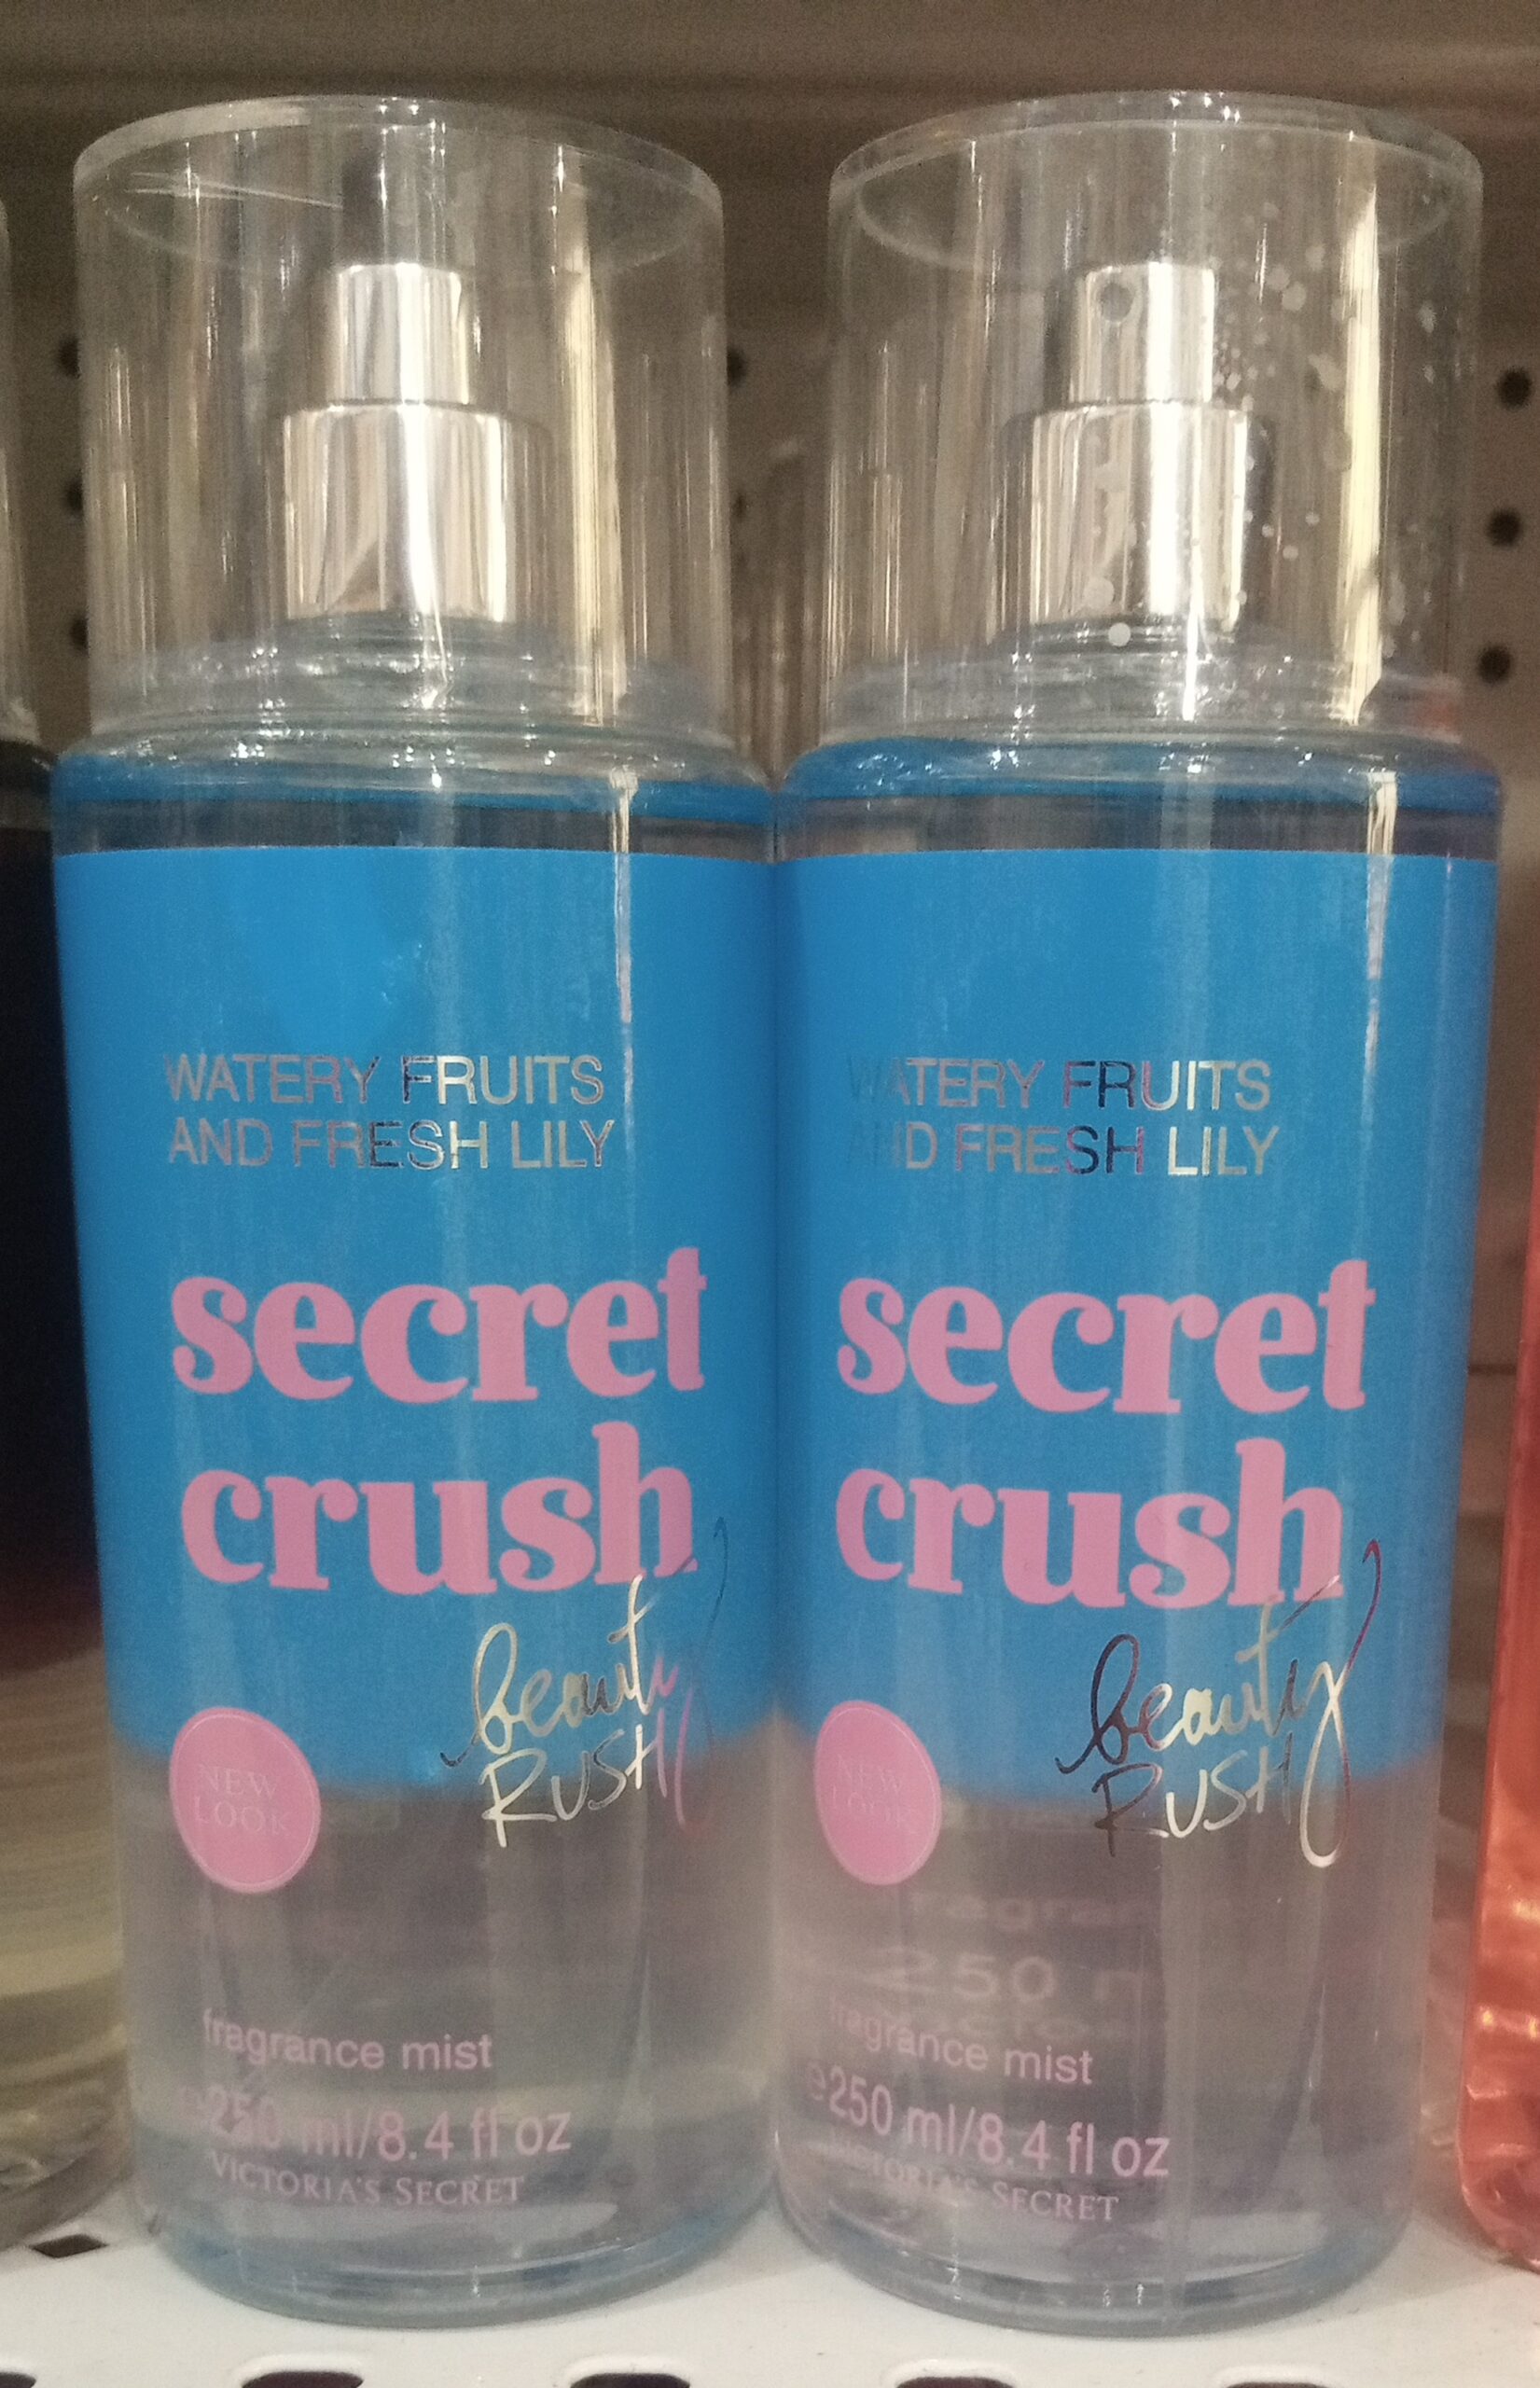 WATERY FRUITS
AND FRESH LILY
secret
crush
beauty
RUSH
NEW
LOOK
fragrance mist
e250 ml/8.4 fl oz
VICTORIA'S SECRET
WATERY FRUITS
AND FRESH LILY
secret
crush
beauty
RUSH
NEW
LOOK
fragrance mist
e250 ml/8.4 fl oz
VICTORIA'S SECRET